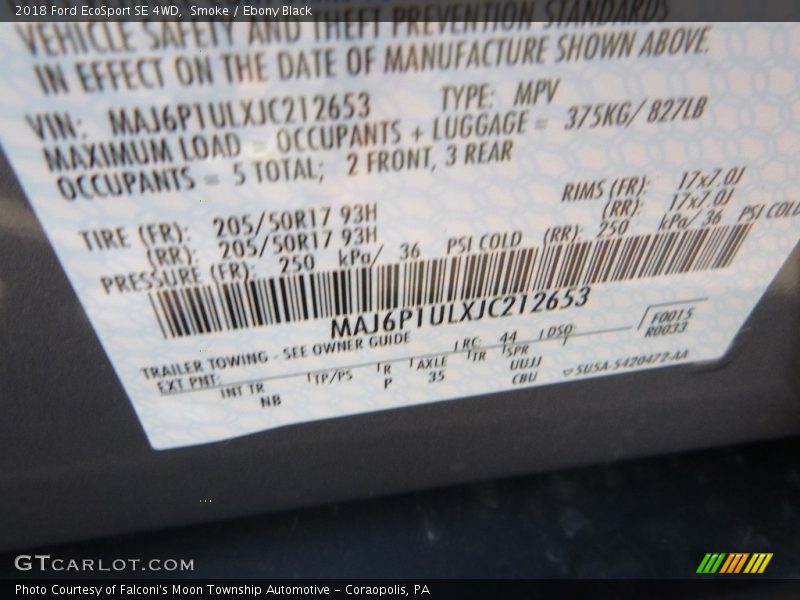 2018 Ford EcoSport SE 4WD, Smoke / Ebony Black
VEHICLE SAFETY AND THEFT PREVENTION STANDARDS
IN EFFECT ON THE DATE OF MANUFACTURE SHOWN ABOVE.
VIN: MAJ6P1ULXJC212653 TYPE: MPV
MAXIMUM LOAD = OCCUPANTS + LUGGAGE = 375KG/ 827LB
OCCUPANTS = 5 TOTAL; 2 FRONT, 3 REAR
TIRE (FR): 205/50R17 93H RIMS (FR): 17x7.0J
(RR): 205/50R17 93H (RR): 17x7.0J
PRESSURE (FR): 250 kPa/ 36 PSI COLD (RR): 250 kPa/ 36 PSI COLD
MAJ6P1ULXJC212653
TRAILER TOWING - SEE OWNER GUIDE F0015
EXT PNT: RC: 44 DSO: R0033
INT TR TP/PS R AXLE TR SPR
NB P 35 UUJJ
CBU 5U5A-5420472-AA
GTCARLOT.COM
Photo Courtesy of Falconi's Moon Township Automotive - Coraopolis, PA